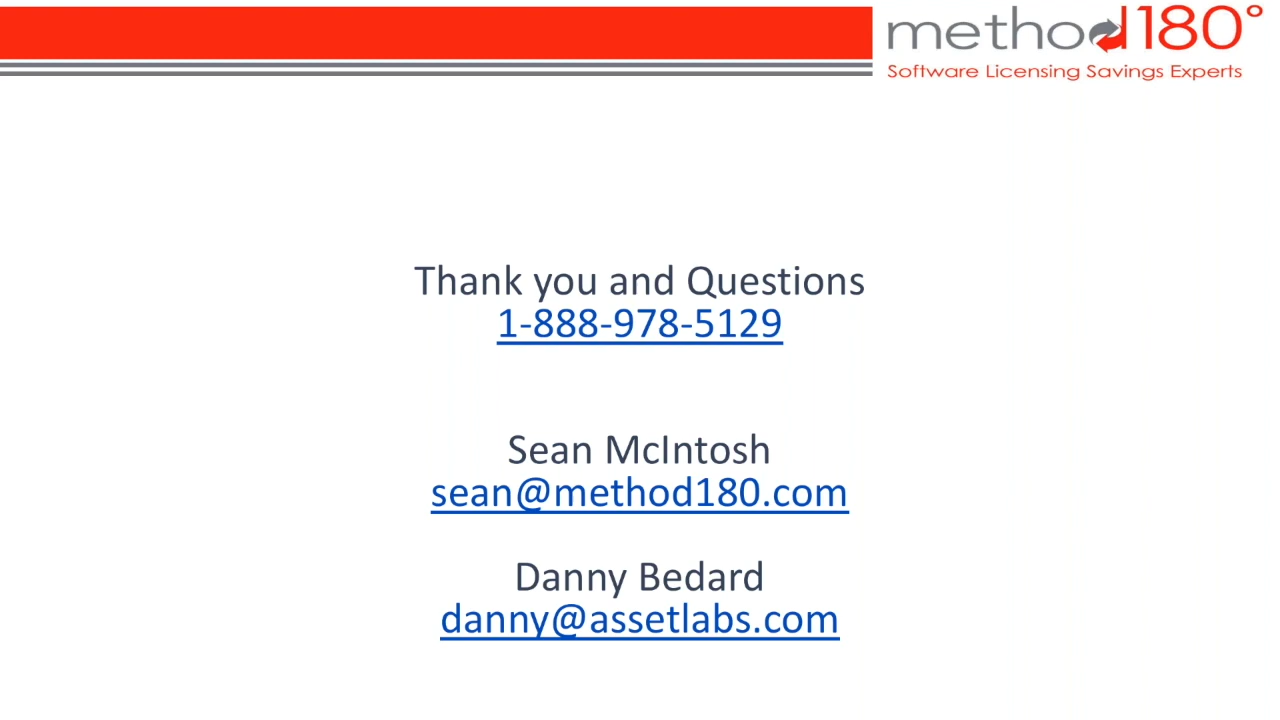 method180°
Software Licensing Savings Experts
Thank you and Questions
1-888-978-5129
Sean McIntosh
sean@method180.com
Danny Bedard
danny@assetlabs.com